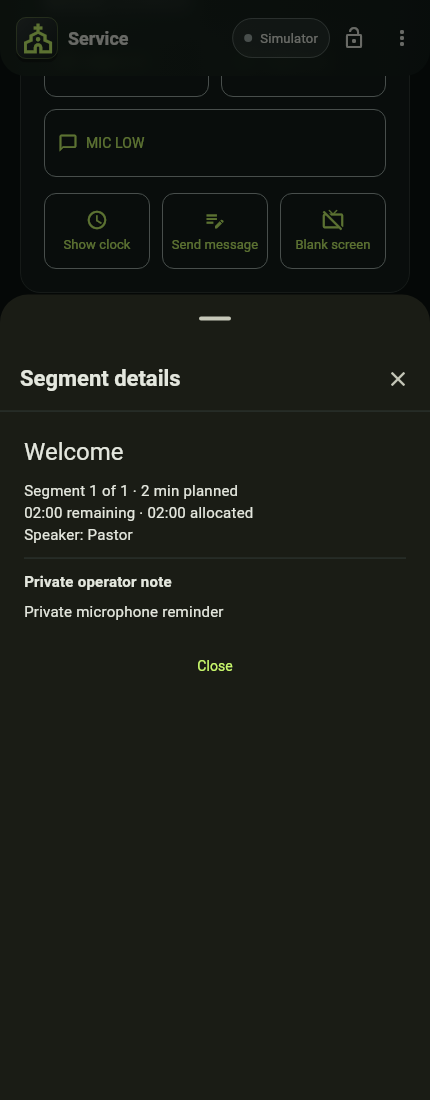 Service
Simulator
MIC LOW
Show clock
Send message
Blank screen
Segment details
Welcome
Segment 1 of 1 · 2 min planned
02:00 remaining · 02:00 allocated
Speaker: Pastor
Private operator note
Private microphone reminder
Close